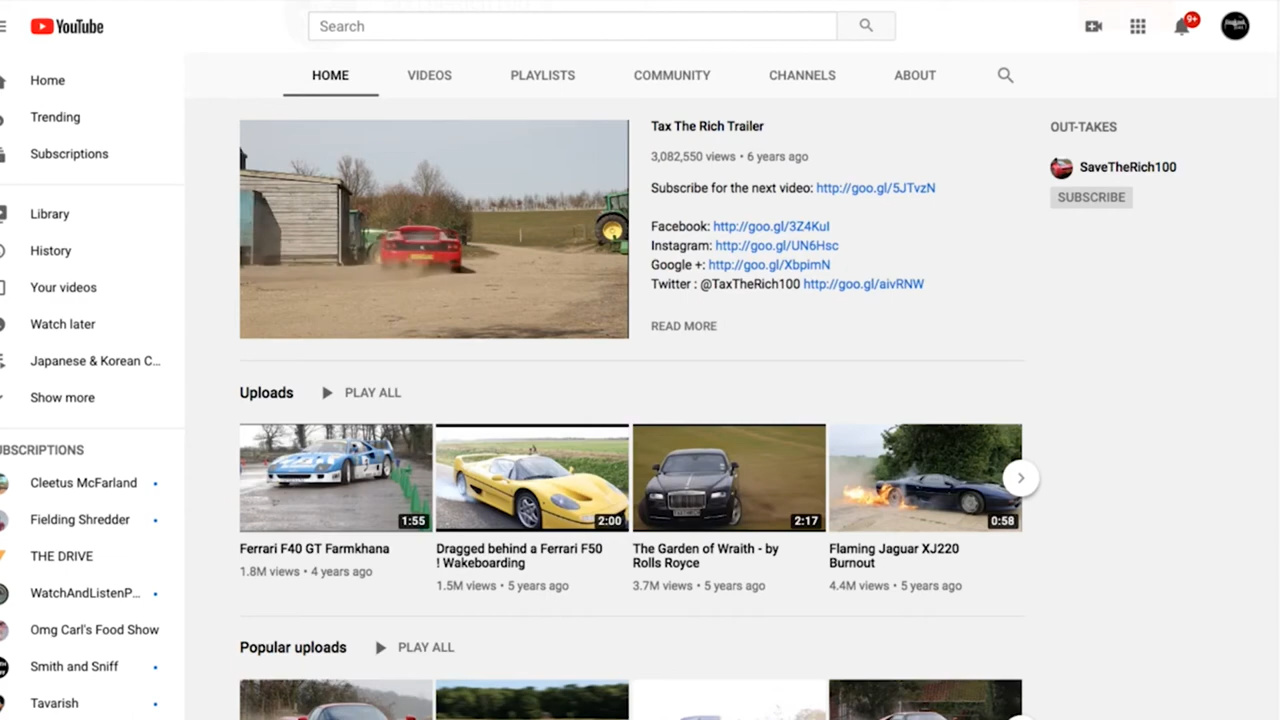 YouTube
Search
9+
Home
Trending
Subscriptions
Library
History
Your videos
Watch later
Japanese & Korean C...
Show more
UBSCRIPTIONS
Cleetus McFarland
Fielding Shredder
THE DRIVE
WatchAndListenP...
Omg Carl's Food Show
Smith and Sniff
Tavarish
HOME VIDEOS PLAYLISTS COMMUNITY CHANNELS ABOUT
Tax The Rich Trailer
3,082,550 views • 6 years ago
Subscribe for the next video: http://goo.gl/5JTvzN
Facebook: http://goo.gl/3Z4KuI
Instagram: http://goo.gl/UN6Hsc
Google +: http://goo.gl/XbpimN
Twitter : @TaxTheRich100 http://goo.gl/aivRNW
READ MORE
OUT-TAKES
SaveTheRich100
SUBSCRIBE
Uploads PLAY ALL
1:55
Ferrari F40 GT Farmkhana
1.8M views • 4 years ago
2:00
Dragged behind a Ferrari F50
! Wakeboarding
1.5M views • 5 years ago
2:17
The Garden of Wraith - by
Rolls Royce
3.7M views • 5 years ago
0:58
Flaming Jaguar XJ220
Burnout
4.4M views • 5 years ago
Popular uploads PLAY ALL